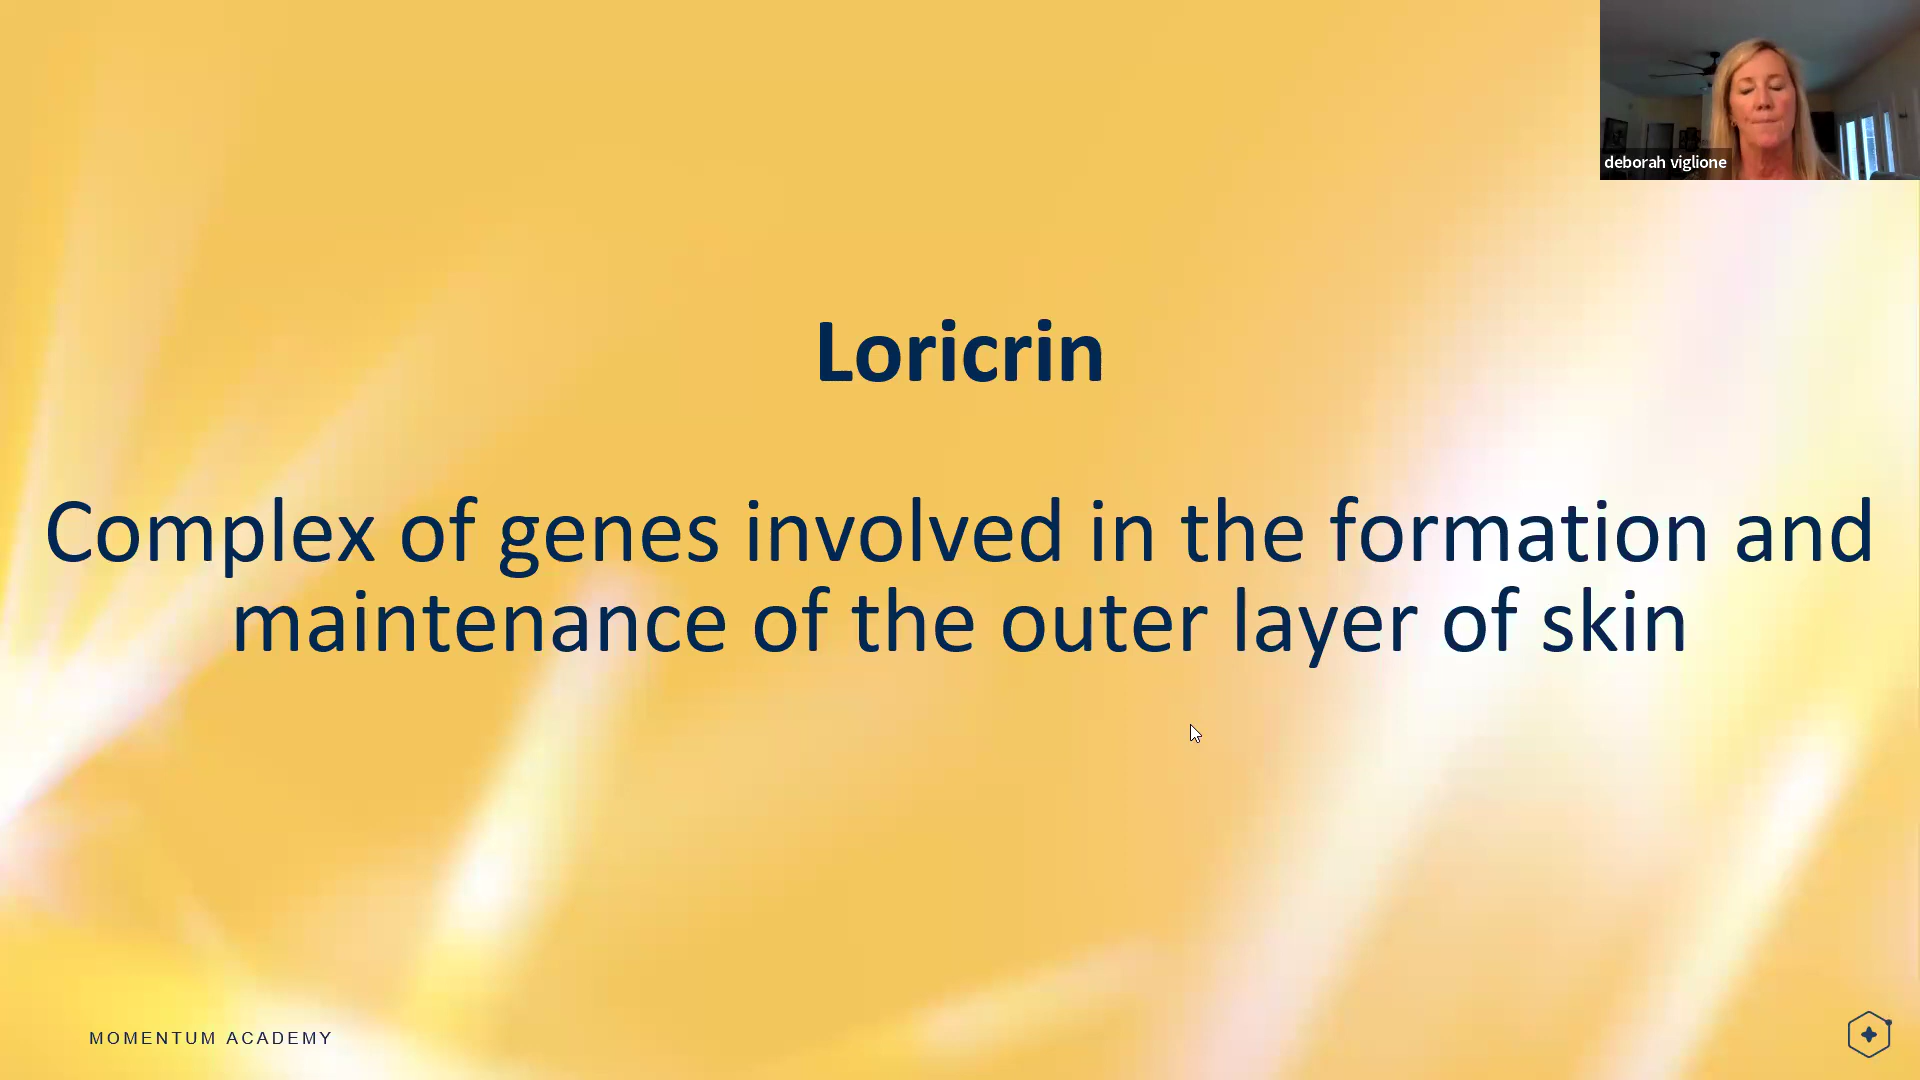 deborah viglione
Loricrin
Complex of genes involved in the formation and
maintenance of the outer layer of skin
MOMENTUM ACADEMY